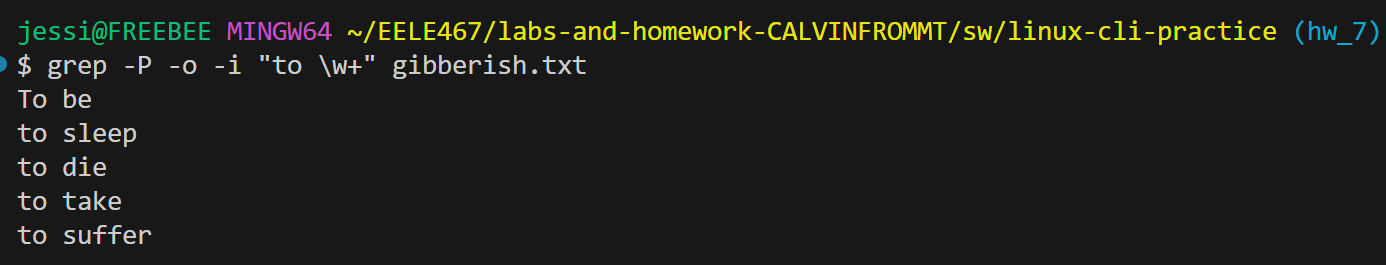 jessi@FREEBEE MINGW64 ~/EELE467/labs-and-homework-CALVINFROMMT/sw/linux-cli-practice (hw_7)
$ grep -P -o -i "to \w+" gibberish.txt
To be
to sleep
to die
to take
to suffer